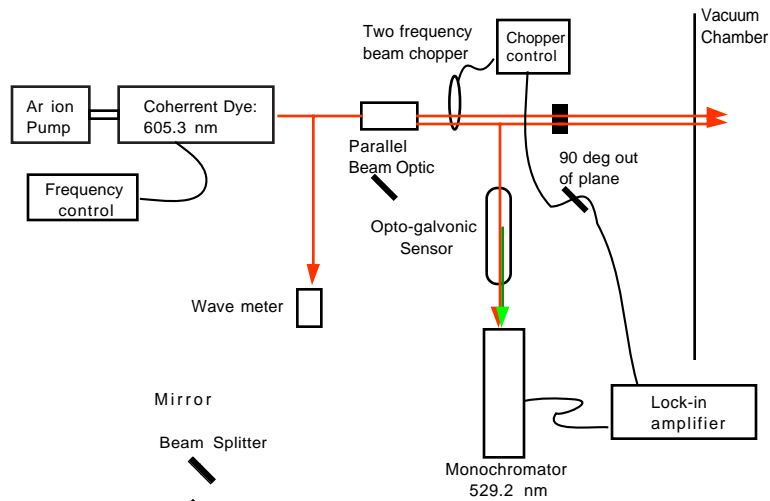 Vacuum
Chamber
Two frequency
beam chopper
Chopper
control
Ar ion
Pump
Coherrent Dye:
605.3 nm
Parallel
Beam Optic
90 deg out
of plane
Frequency
control
Opto-galvonic
Sensor
Wave meter
Mirror
Lock-in
amplifier
Beam Splitter
Monochromator
529.2 nm